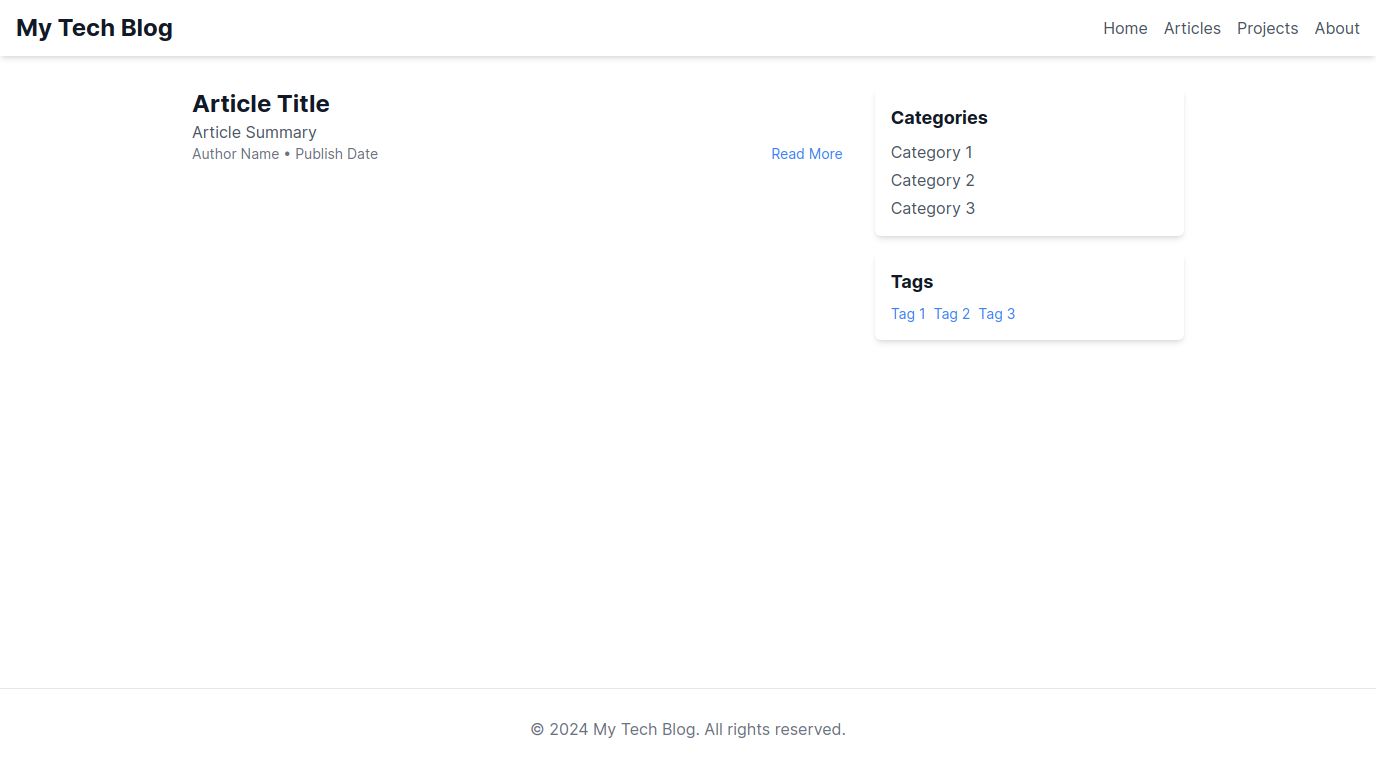 My Tech Blog
Home Articles Projects About
Article Title
Article Summary
Author Name • Publish Date
Read More
Categories
Category 1
Category 2
Category 3
Tags
Tag 1 Tag 2 Tag 3
© 2024 My Tech Blog. All rights reserved.